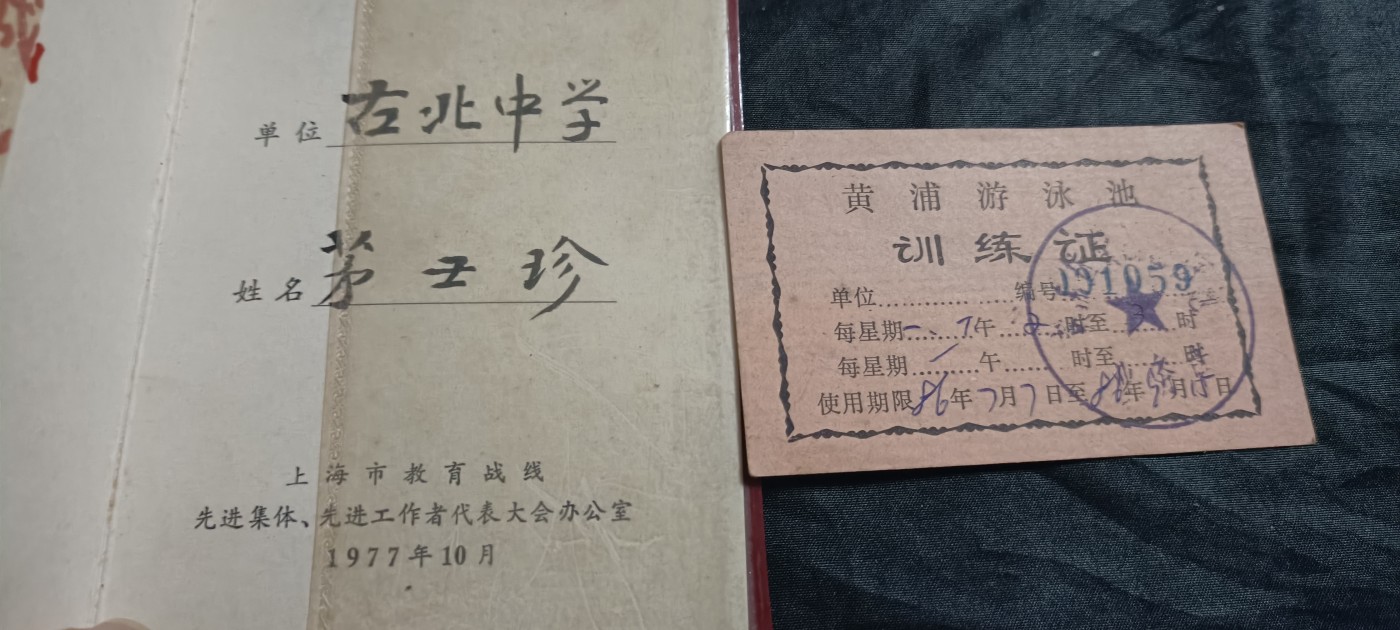 单位 古北中学
姓名 茅玉珍
上海市教育战线
先进集体、先进工作者代表大会办公室
1977年10月
黄浦游泳池
训练证
单位 编号 091059
每星期一、 午 时至 时
每星期 午 时至 时
使用期限86年7月7日至86年 月15日